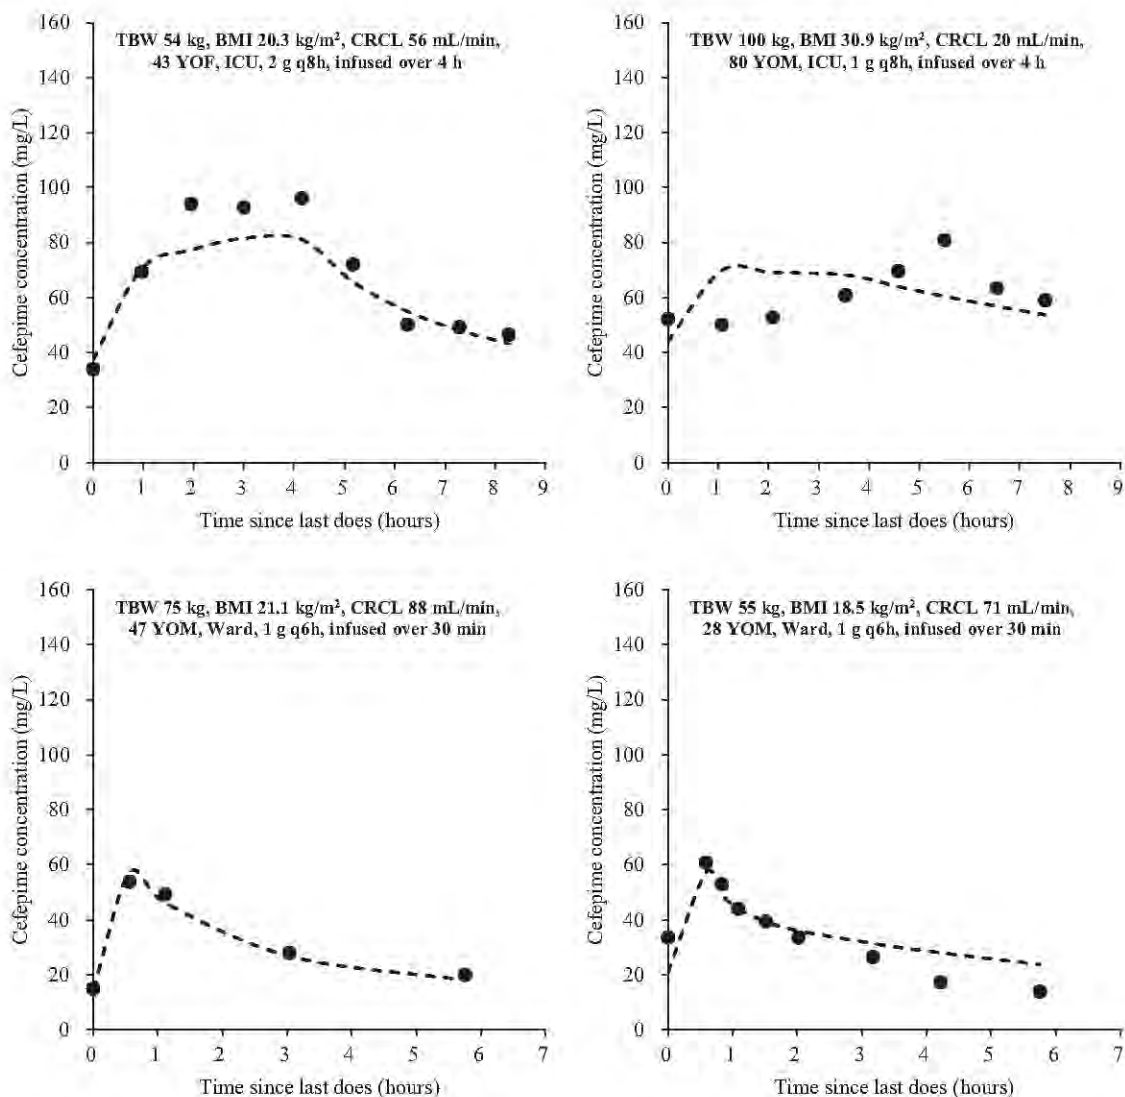 160
TBW 54 kg, BMI 20.3 kg/m², CRCL 56 mL/min,
43 YOF, ICU, 2 g q8h, infused over 4 h
140
120
100
80
60
40
20
0
Cefepime concentration (mg/L)
0 1 2 3 4 5 6 7 8 9
Time since last does (hours)
160
TBW 100 kg, BMI 30.9 kg/m², CRCL 20 mL/min,
80 YOM, ICU, 1 g q8h, infused over 4 h
140
120
100
80
60
40
20
0
Cefepime concentration (mg/L)
0 1 2 3 4 5 6 7 8 9
Time since last does (hours)
160
TBW 75 kg, BMI 21.1 kg/m², CRCL 88 mL/min,
47 YOM, Ward, 1 g q6h, infused over 30 min
140
120
100
80
60
40
20
0
Cefepime concentration (mg/L)
0 1 2 3 4 5 6 7
Time since last does (hours)
160
TBW 55 kg, BMI 18.5 kg/m², CRCL 71 mL/min,
28 YOM, Ward, 1 g q6h, infused over 30 min
140
120
100
80
60
40
20
0
Cefepime concentration (mg/L)
0 1 2 3 4 5 6 7
Time since last does (hours)